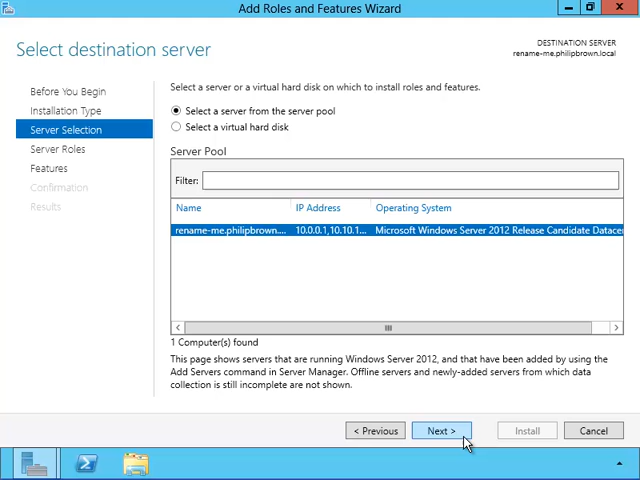 Add Roles and Features Wizard
Select destination server
DESTINATION SERVER
rename-me.philipbrown.local
Before You Begin
Installation Type
Server Selection
Server Roles
Features
Confirmation
Results
Select a server or a virtual hard disk on which to install roles and features.
Select a server from the server pool
Select a virtual hard disk
Server Pool
Filter:
Name IP Address Operating System
rename-me.philipbrown.... 10.0.0.1,10.10.1... Microsoft Windows Server 2012 Release Candidate Datacen
1 Computer(s) found
This page shows servers that are running Windows Server 2012, and that have been added by using the
Add Servers command in Server Manager. Offline servers and newly-added servers from which data
collection is still incomplete are not shown.
< Previous Next > Install Cancel